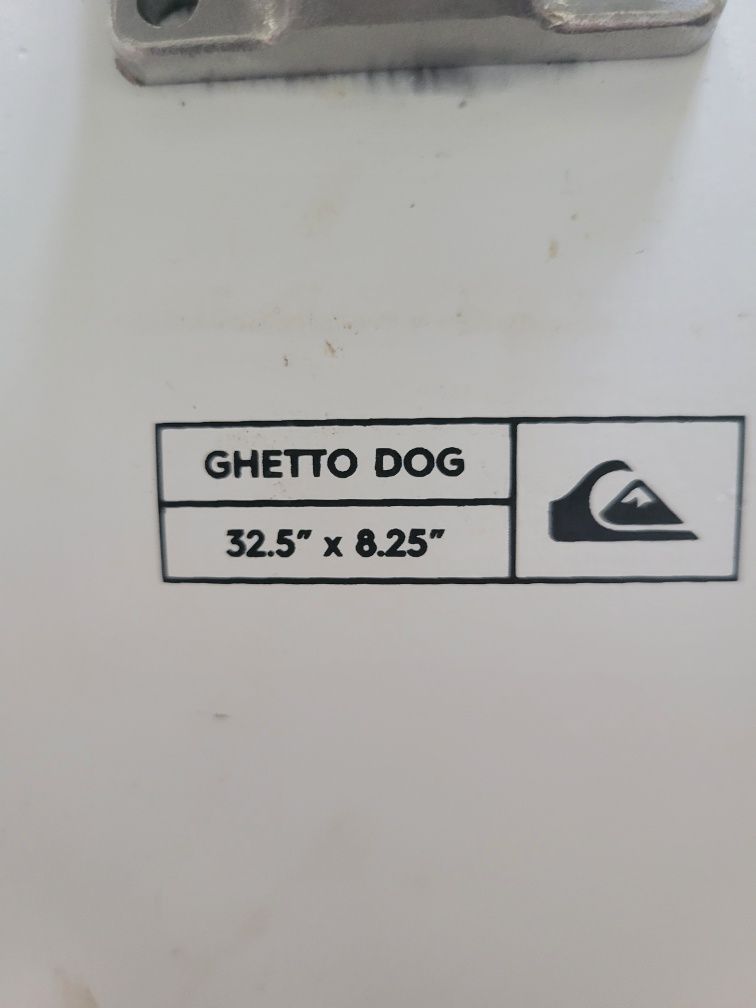 GHETTO DOG
32.5" x 8.25"